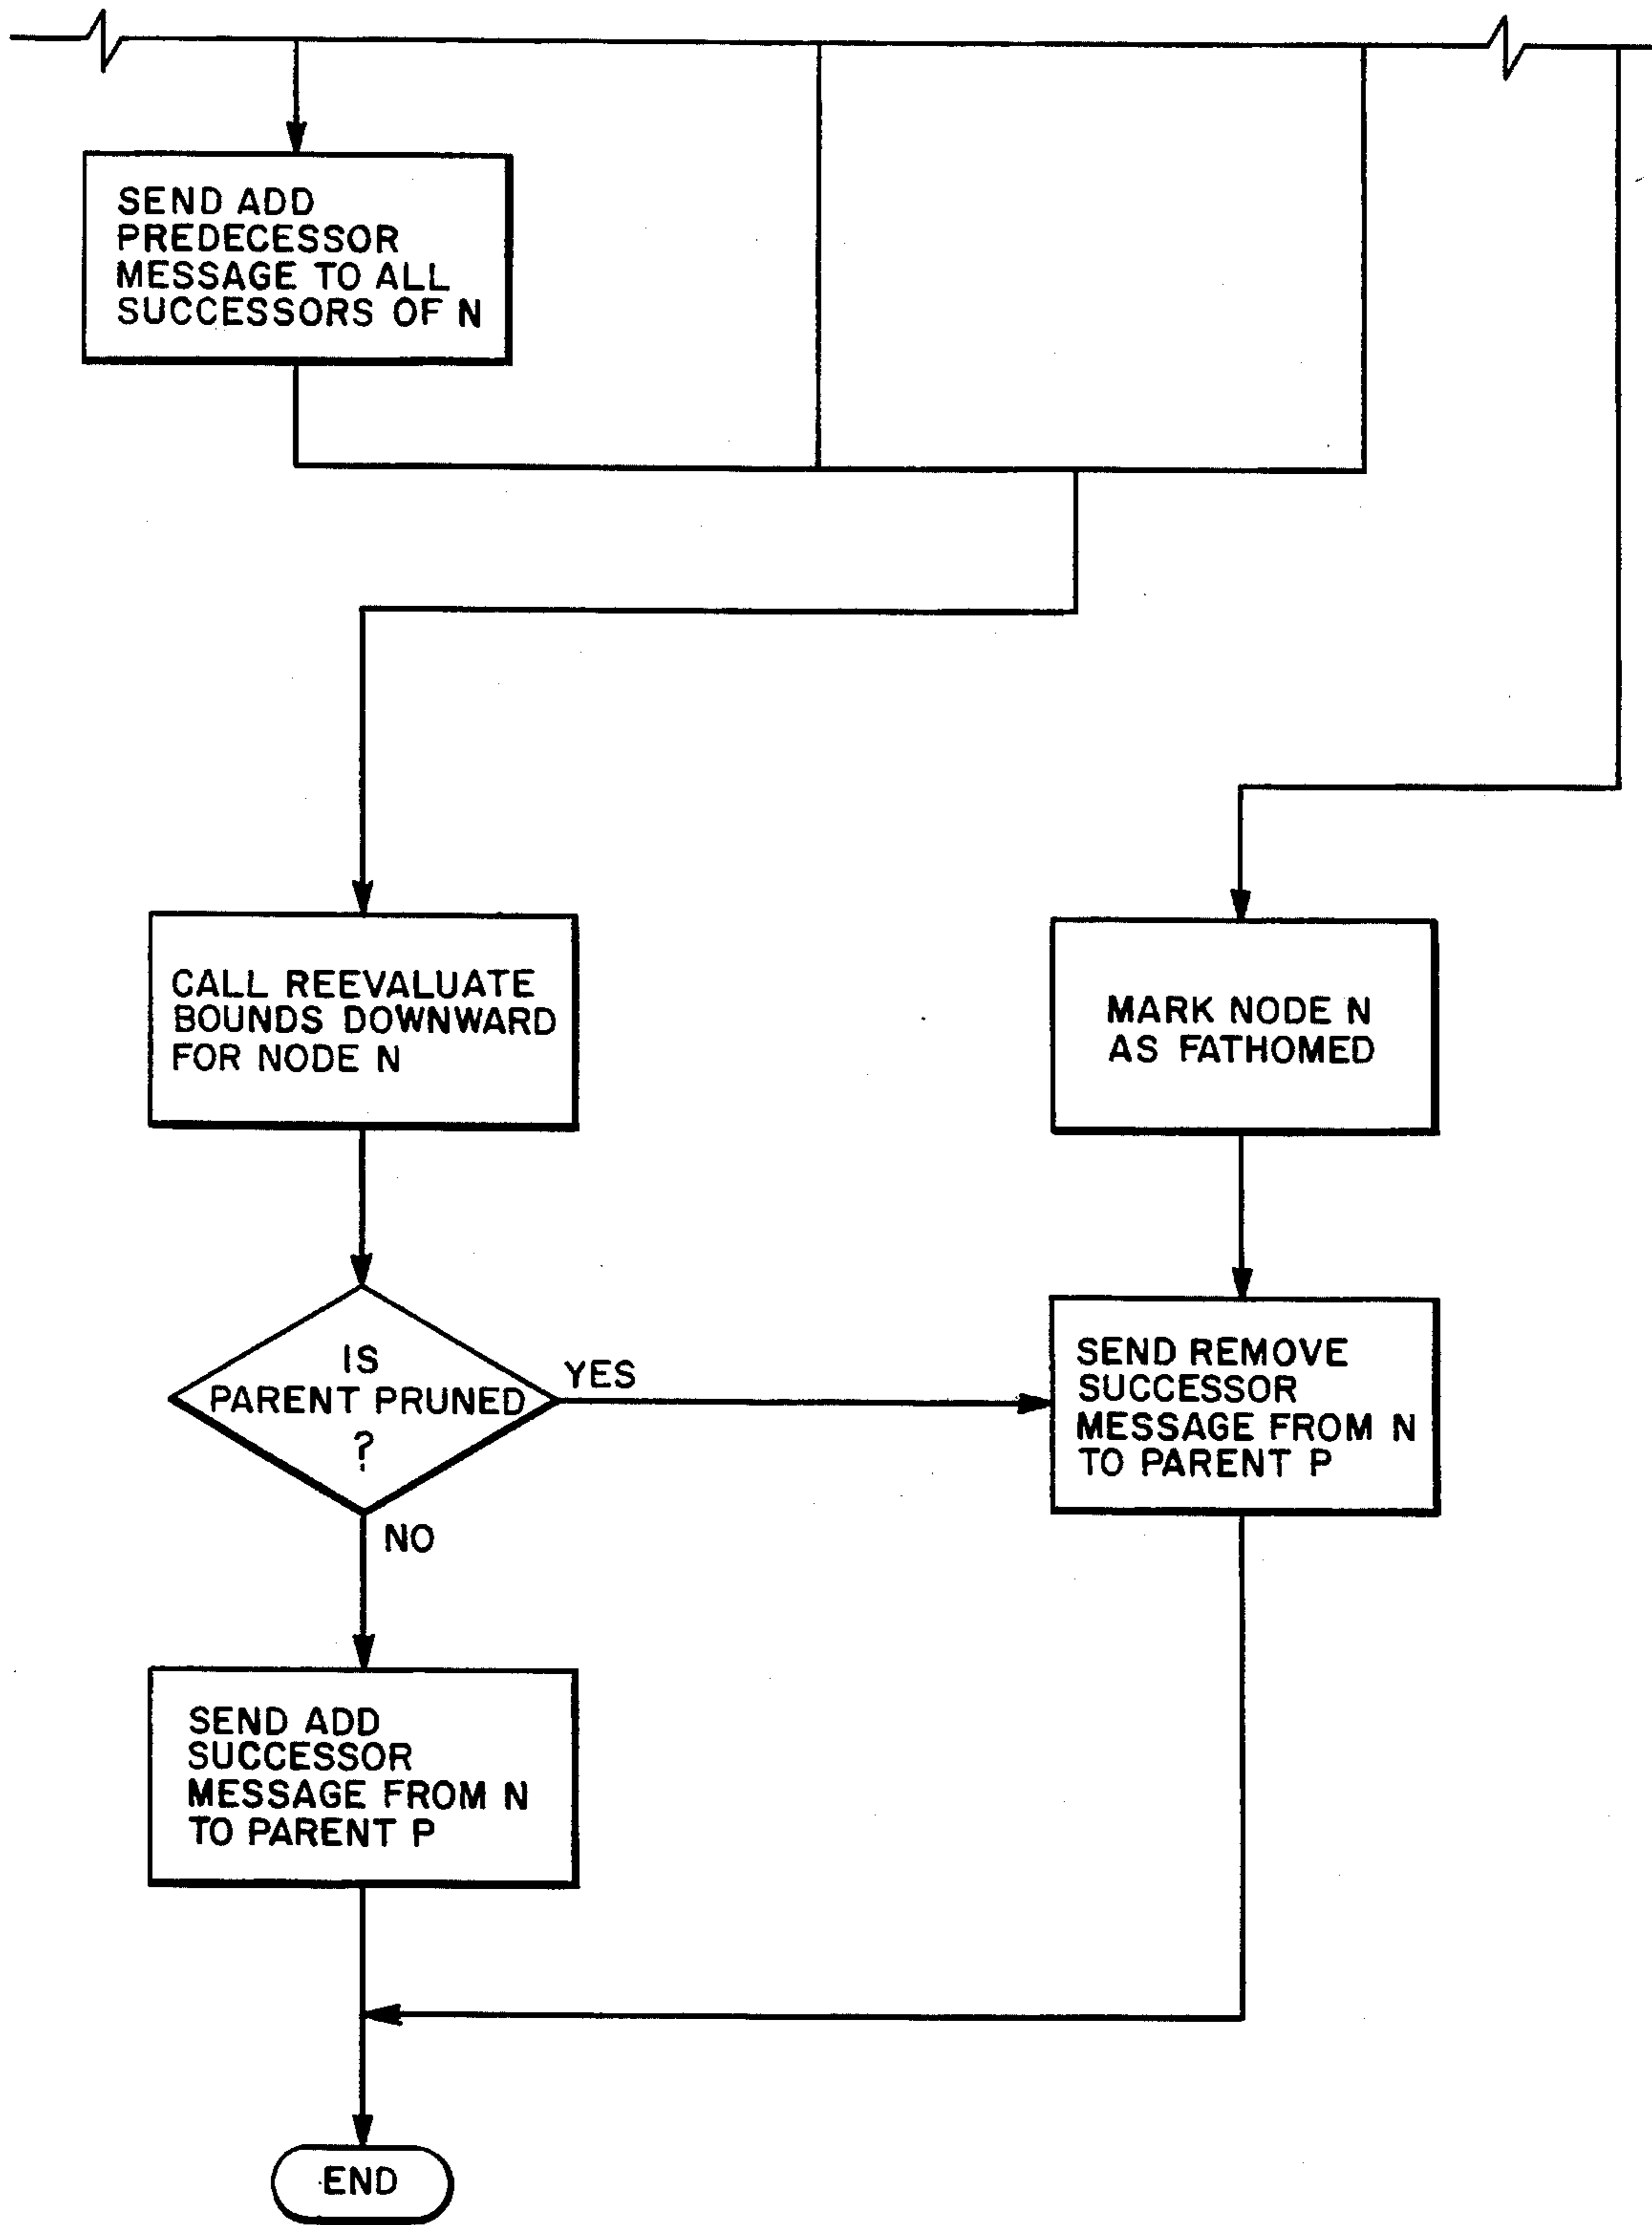 SEND ADD
PREDECESSOR
MESSAGE TO ALL
SUCCESSORS OF N
CALL REEVALUATE
BOUNDS DOWNWARD
FOR NODE N
MARK NODE N
AS FATHOMED
IS
PARENT PRUNED
?
YES
NO
SEND REMOVE
SUCCESSOR
MESSAGE FROM N
TO PARENT P
SEND ADD
SUCCESSOR
MESSAGE FROM N
TO PARENT P
END